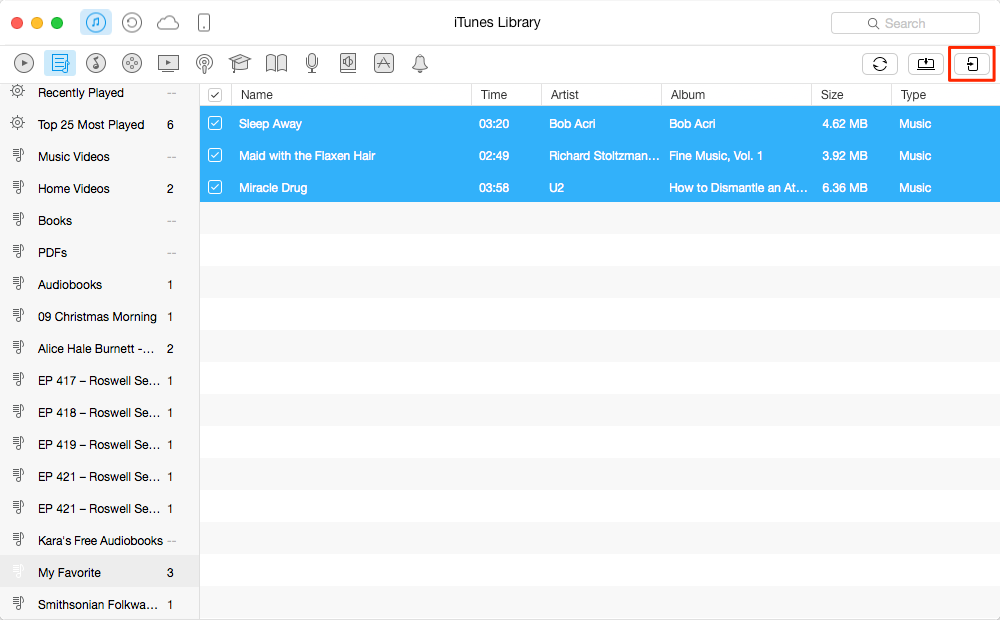 iTunes Library
Search
Name Time Artist Album Size Type
Recently Played --
Top 25 Most Played 6
Music Videos --
Home Videos 2
Books --
PDFs --
Audiobooks 1
09 Christmas Morning 1
Alice Hale Burnett -... 2
EP 417 – Roswell Se... 1
EP 418 – Roswell Se... 1
EP 419 – Roswell Se... 1
EP 421 – Roswell Se... 1
EP 421 – Roswell Se... 1
Kara's Free Audiobooks --
My Favorite 3
Smithsonian Folkwa... 1
Sleep Away 03:20 Bob Acri Bob Acri 4.62 MB Music
Maid with the Flaxen Hair 02:49 Richard Stoltzman... Fine Music, Vol. 1 3.92 MB Music
Miracle Drug 03:58 U2 How to Dismantle an At... 6.36 MB Music